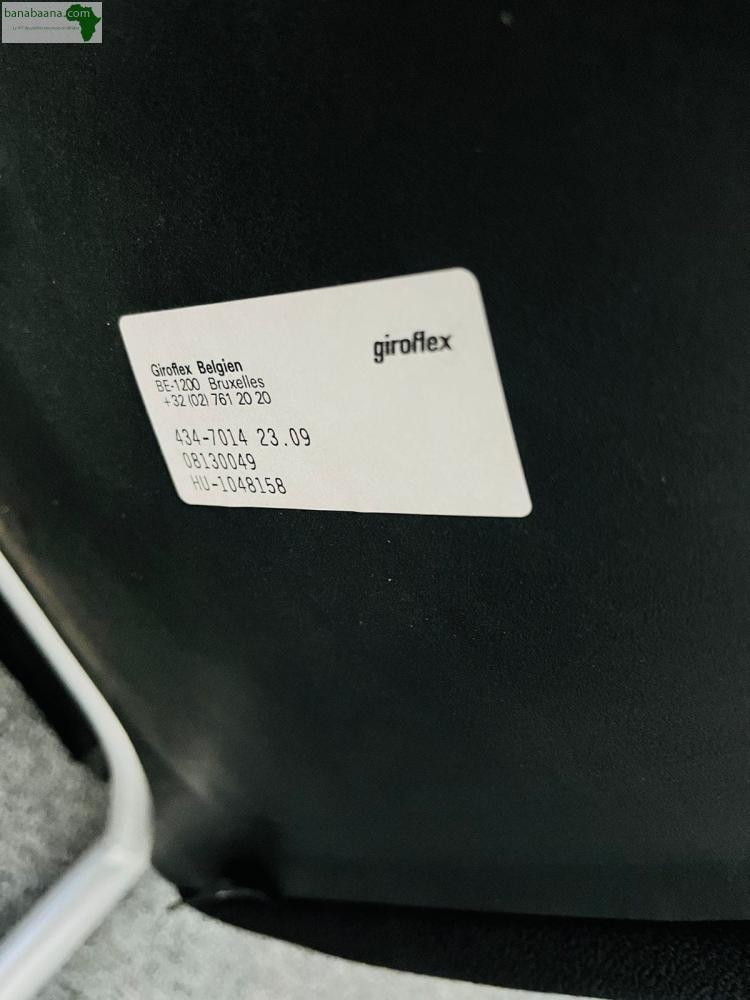 banabaana.com
giroflex
Giroflex Belgien
BE-1200 Bruxelles
+32 (02) 761 20 20
434-7014 23.09
08130049
HU-1048158